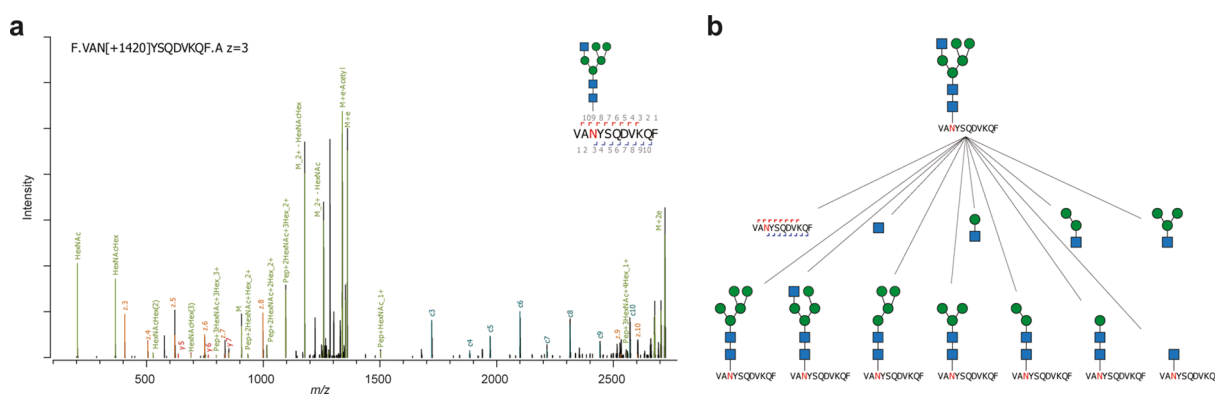 a
F.VAN[+1420]YSQDVKQF.A z=3
Intensity
HexNAc
HexNAcHex
z.3
z.4
HexNAcHex(2)
z.5
y5
HexNAcHex(3)
z.6
y6
Pep+3HexNAc+3Hex_3+
z.7
y7
M
Pep+2HexNAc+Hex_2+
z.8
Pep+2HexNAc+2Hex_2+
Pep+2HexNAc+3Hex_2+
M_2+ - HexNAcHex
M_2+ - HexNAc
M+e-Acetyl
M+e
Pep+HexNAc_1+
c3
c4
c5
c6
c7
c8
c9
z.9
Pep+3HexNAc+4Hex_1+
c10
z.10
M+2e
10 9 8 7 6 5 4 3 2 1
VANYSQDVKQF
1 2 3 4 5 6 7 8 9 10
500 1000 1500 2000 2500
m/z
b
VANYSQDVKQF
VANYSQDVKQF
VANYSQDVKQF VANYSQDVKQF VANYSQDVKQF VANYSQDVKQF VANYSQDVKQF VANYSQDVKQF VANYSQDVKQ